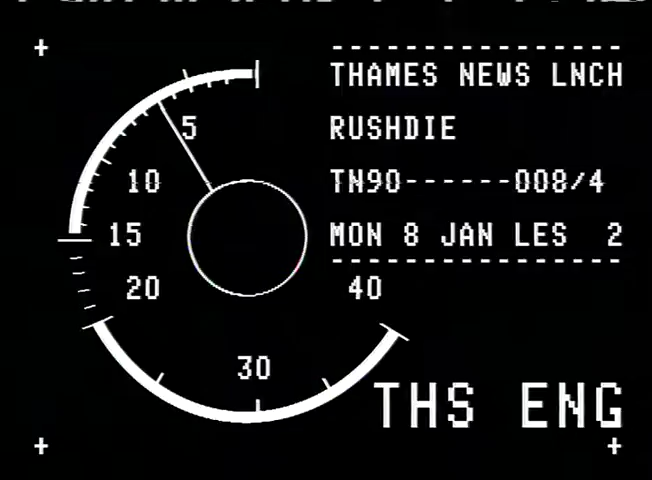 THAMES NEWS LNCH
RUSHDIE
TN90------008/4
MON 8 JAN LES 2
5
10
15
20
30
40
THS ENG